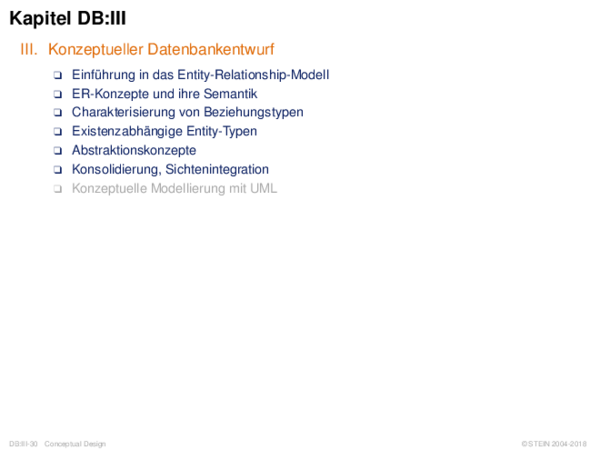 Kapitel DB:III
III. Konzeptueller Datenbankentwurf
❑ Einführung in das Entity-Relationship-Modell
❑ ER-Konzepte und ihre Semantik
❑ Charakterisierung von Beziehungstypen
❑ Existenzabhängige Entity-Typen
❑ Abstraktionskonzepte
❑ Konsolidierung, Sichtenintegration
❑ Konzeptuelle Modellierung mit UML
DB:III-30 Conceptual Design ©STEIN 2004-2018